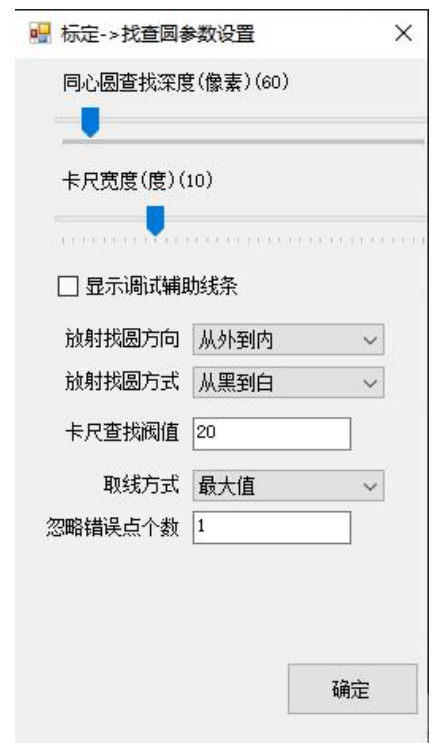 标定->找查圆参数设置
同心圆查找深度(像素)(60)
卡尺宽度(度)(10)
显示调试辅助线条
放射找圆方向 从外到内
放射找圆方式 从黑到白
卡尺查找阀值 20
取线方式 最大值
忽略错误点个数 1
确定